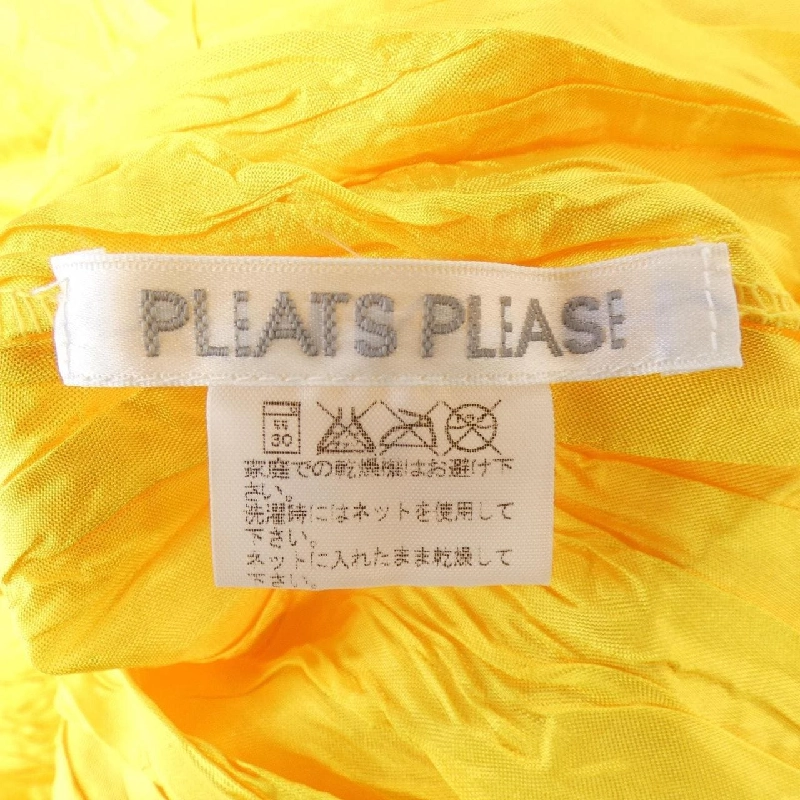 PLEATS PLEASE
弱
30
家庭での乾燥機はお避け下
さい。
洗濯時にはネットを使用して
下さい。
ネットに入れたまま乾燥して
下さい。